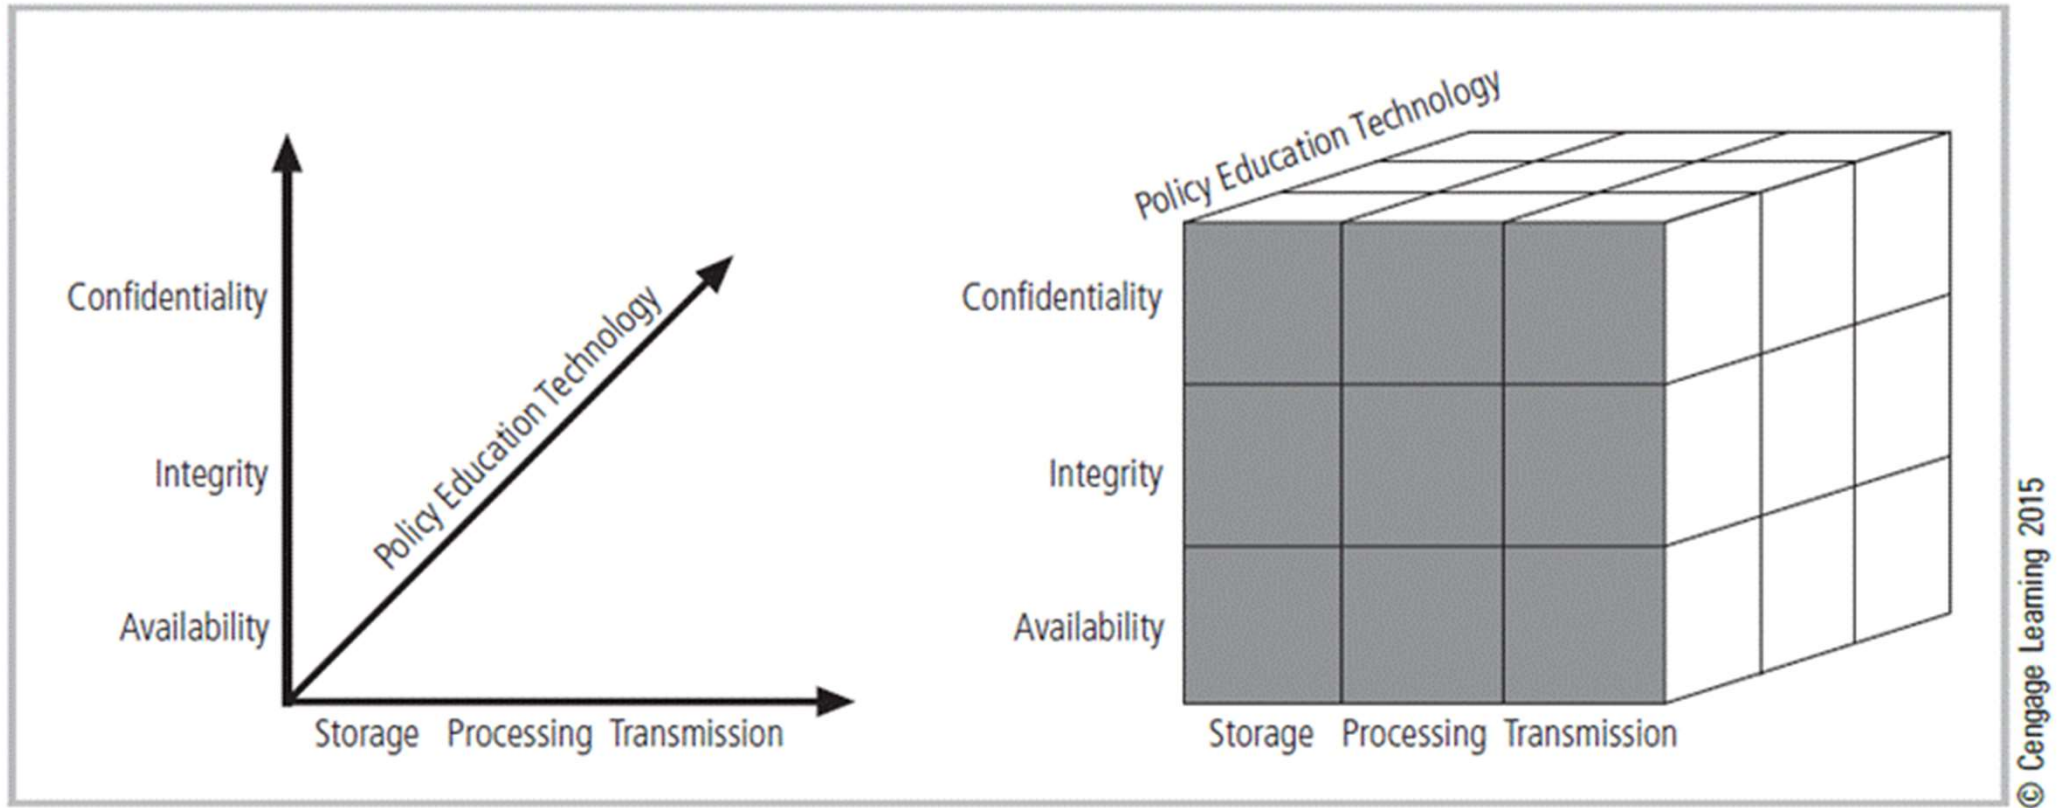 Confidentiality
Integrity
Availability
Policy Education Technology
Storage Processing Transmission
Policy Education Technology
Confidentiality
Integrity
Availability
Storage Processing Transmission
© Cengage Learning 2015